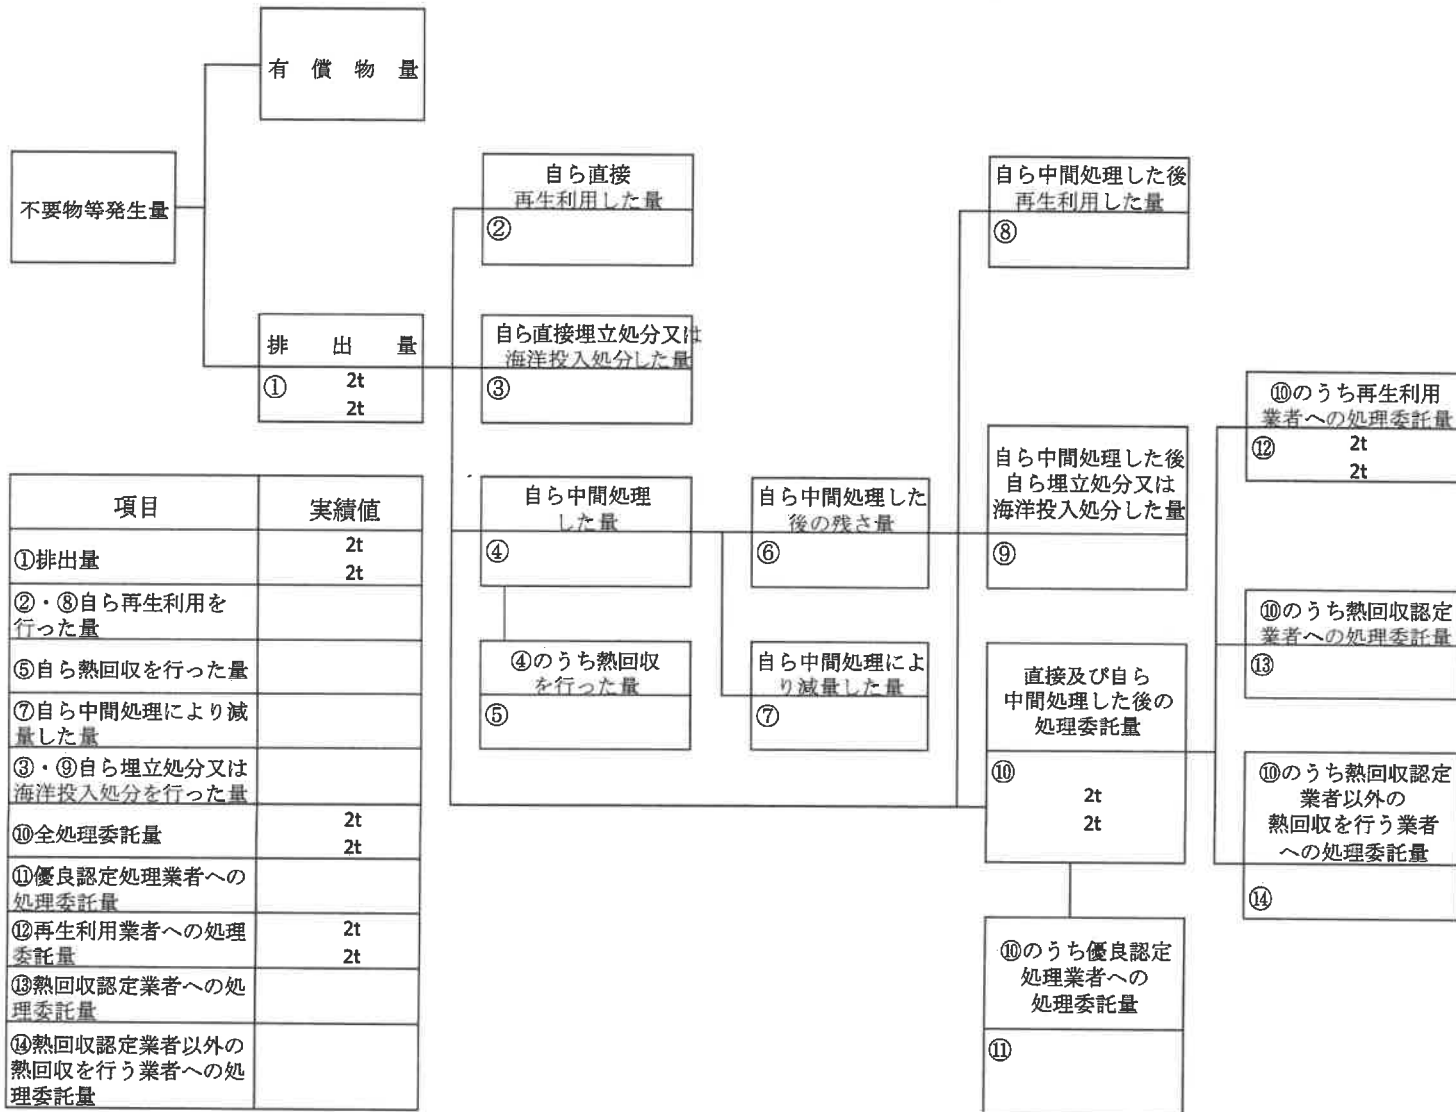 有償物量
不要物等発生量
自ら直接
再生利用した量
②
自ら中間処理した後
再生利用した量
⑧
排出量
① 2t
2t
自ら直接埋立処分又は
海洋投入処分した量
③
⑩のうち再生利用
業者への処理委託量
⑫ 2t
2t
自ら中間処理
した量
④
自ら中間処理した
後の残さ量
⑥
自ら中間処理した後
自ら埋立処分又は
海洋投入処分した量
⑨
⑩のうち熱回収認定
業者への処理委託量
⑬
④のうち熱回収
を行った量
⑤
自ら中間処理によ
り減量した量
⑦
直接及び自ら
中間処理した後の
処理委託量
⑩
2t
2t
⑩のうち熱回収認定
業者以外の
熱回収を行う業者
への処理委託量
⑭
⑩のうち優良認定
処理業者への
処理委託量
⑪
項目 実績値
①排出量 2t
2t
②・⑧自ら再生利用を
行った量
⑤自ら熱回収を行った量
⑦自ら中間処理により減
量した量
③・⑨自ら埋立処分又は
海洋投入処分を行った量
⑩全処理委託量 2t
2t
⑪優良認定処理業者への
処理委託量
⑫再生利用業者への処理 2t
委託量 2t
⑬熱回収認定業者への処
理委託量
⑭熱回収認定業者以外の
熱回収を行う業者への処
理委託量